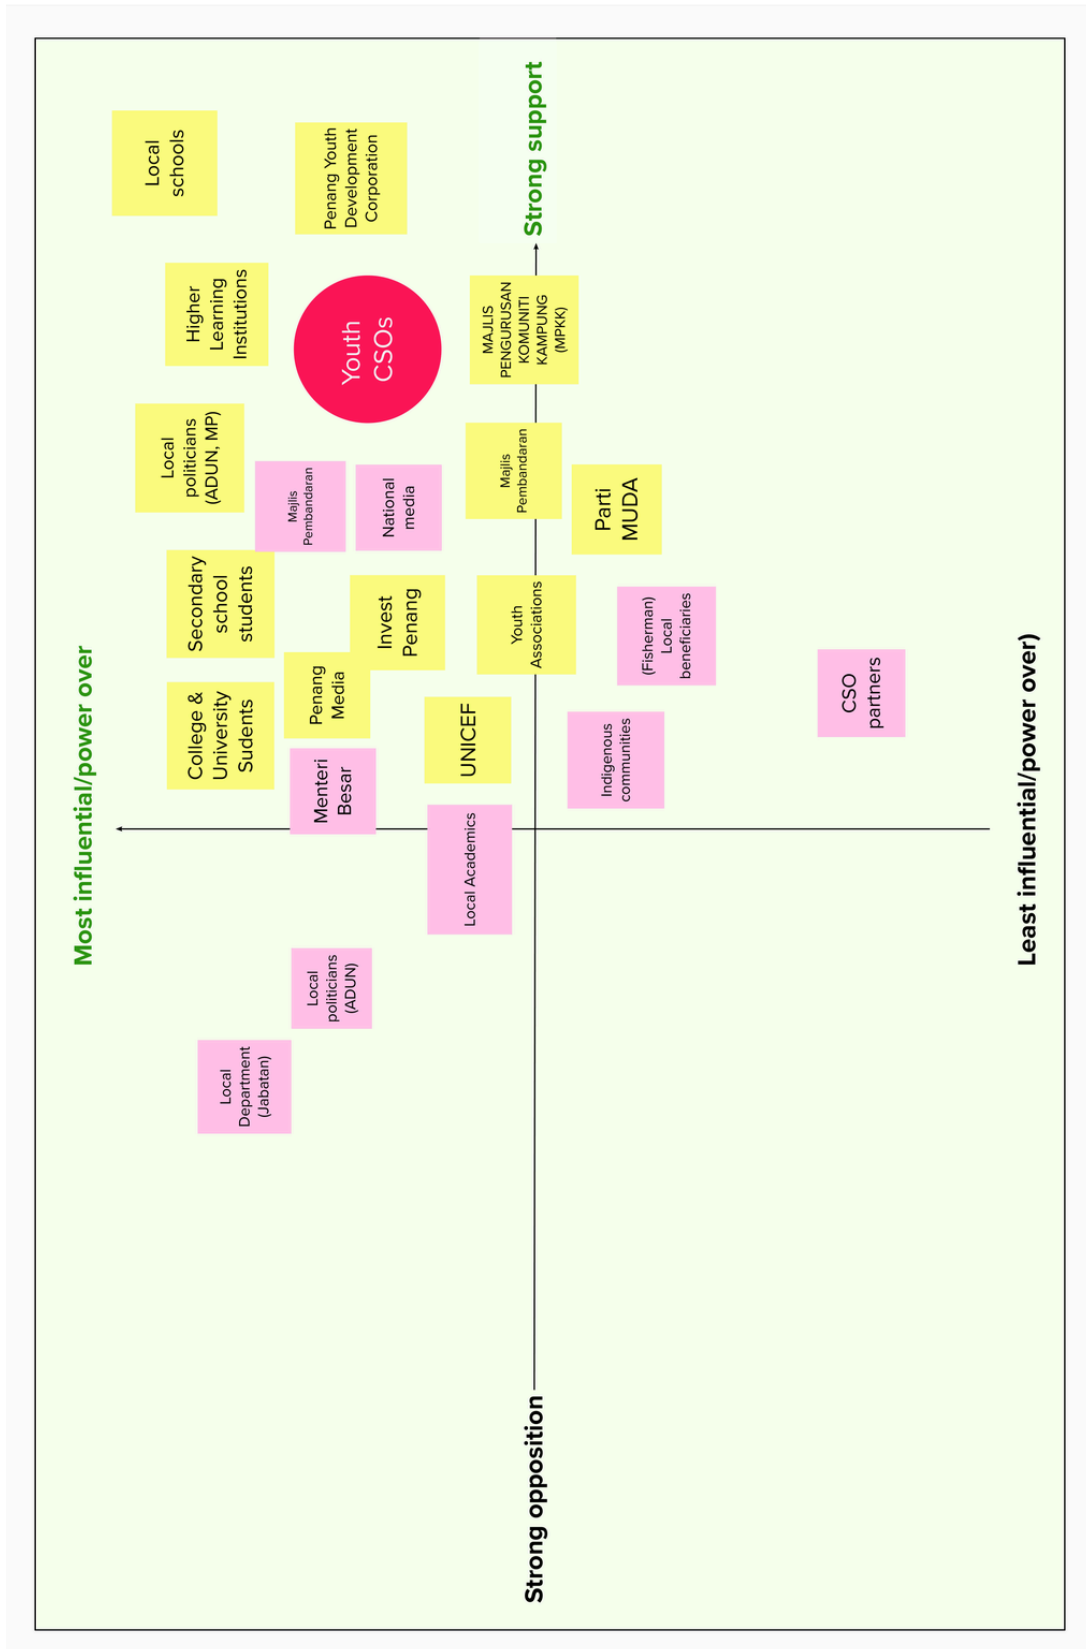 Most influential/power over
Local
schools
Local
politicians
(ADUN, MP)
College &
University
Sudents
Secondary
school
students
Higher
Learning
Institutions
Local
Department
(Jabatan)
Majlis
Pembandaran
Local
politicians
(ADUN)
Menteri
Besar
Penang
Media
Youth
CSOs
Penang Youth
Development
Corporation
Invest
Penang
National
media
Local Academics
UNICEF
Strong opposition
Youth
Associations
Majlis
Pembandaran
MAJLIS
PENGURUSAN
KOMUNITI
KAMPUNG
(MPKK)
Strong support
Indigenous
communities
Parti
MUDA
(Fisherman)
Local
beneficiaries
CSO
partners
Least influential/power over)